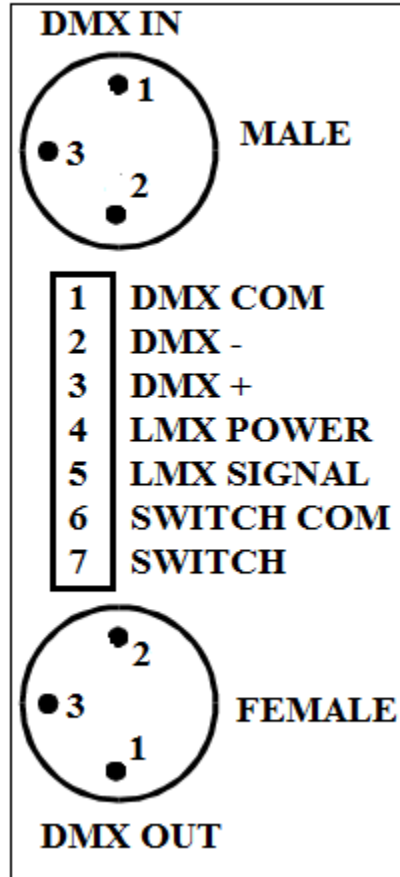 DMX IN
1
MALE
3
2
1 DMX COM
2 DMX -
3 DMX +
4 LMX POWER
5 LMX SIGNAL
6 SWITCH COM
7 SWITCH
2
3
FEMALE
1
DMX OUT